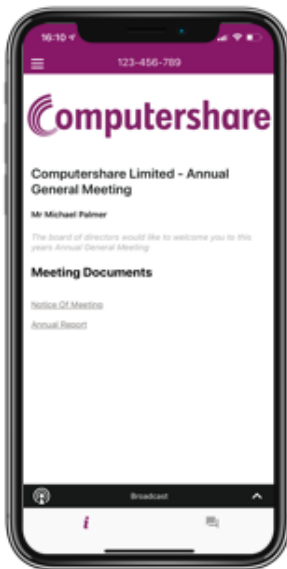 16:10
123-456-789
Computershare
Computershare Limited - Annual
General Meeting
Mr Michael Palmer
The board of directors would like to welcome you to this
years Annual General Meeting
Meeting Documents
Notice Of Meeting
Annual Report
Broadcast
i